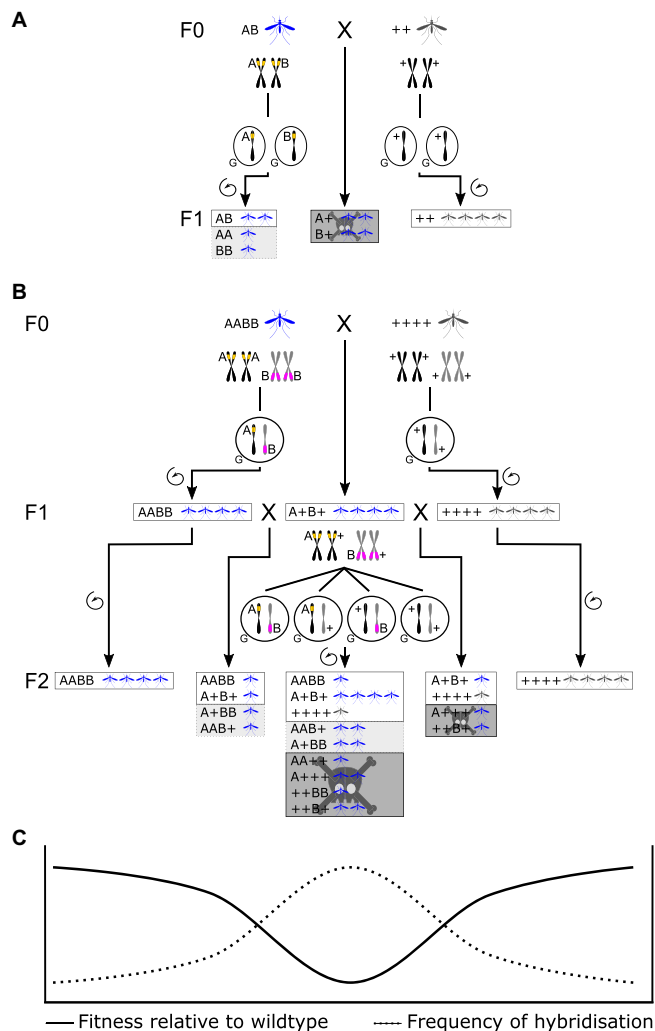 A
F0 AB X ++
A B + +
A B + +
G G G G
F1 AB A+ ++
AA B+
BB
B
F0 AABB X ++++
A A B B + + + +
A B + +
G G
F1 AABB X A+B+ X ++++
A + B +
A B A + + B + +
G G G G
F2 AABB AABB AABB A+B+ ++++
A+B+ A+B+ ++++
A+BB ++++ A+++
AAB+ AAB+ ++B+
A+BB
AA++
A+++
++BB
++B+
C
Fitness relative to wildtype Frequency of hybridisation